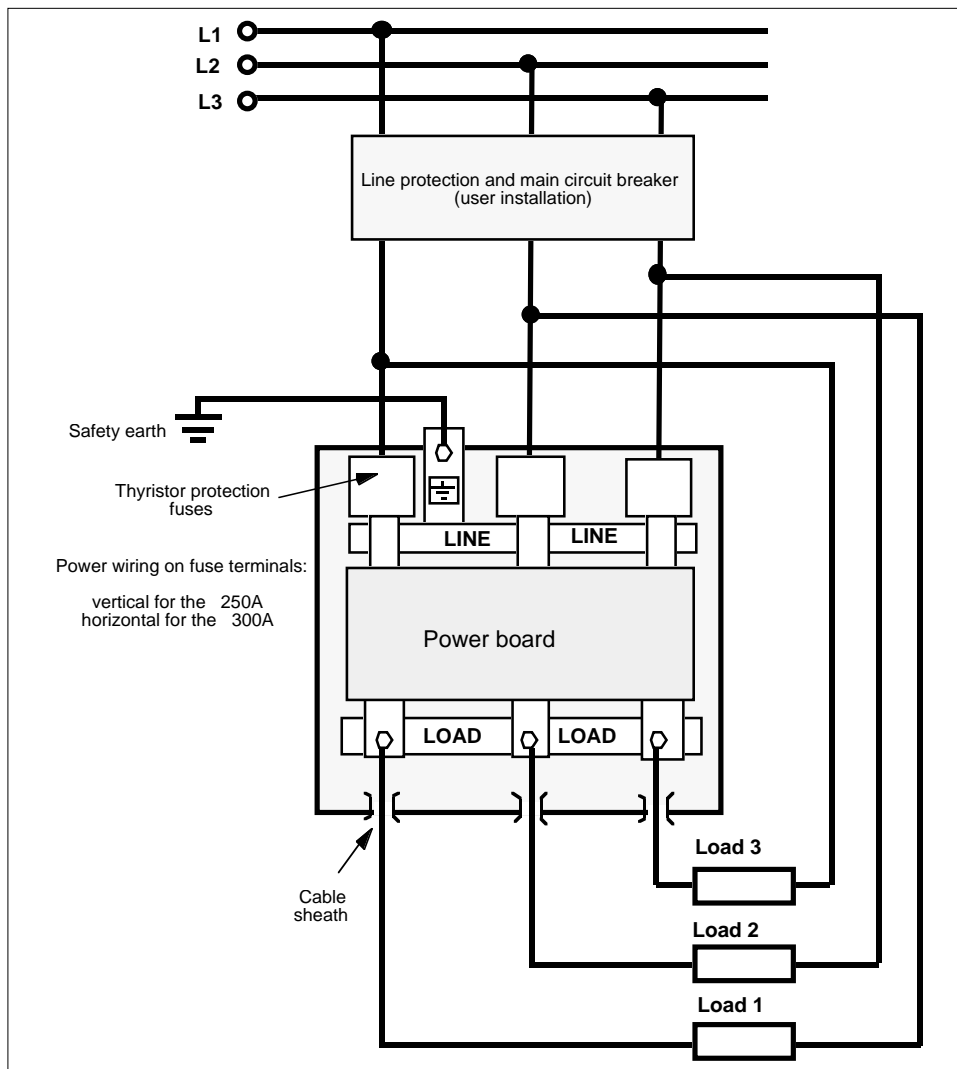 L1
L2
L3
Line protection and main circuit breaker
(user installation)
Safety earth
Thyristor protection
fuses
LINE
LINE
Power wiring on fuse terminals:
vertical for the 250A
horizontal for the 300A
Power board
LOAD
LOAD
Cable
sheath
Load 3
Load 2
Load 1